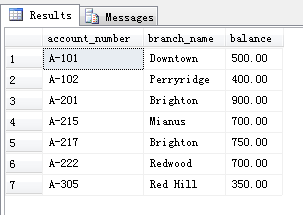 Results Messages
account_number branch_name balance
1 A-101 Downtown 500.00
2 A-102 Perryridge 400.00
3 A-201 Brighton 900.00
4 A-215 Mianus 700.00
5 A-217 Brighton 750.00
6 A-222 Redwood 700.00
7 A-305 Red Hill 350.00